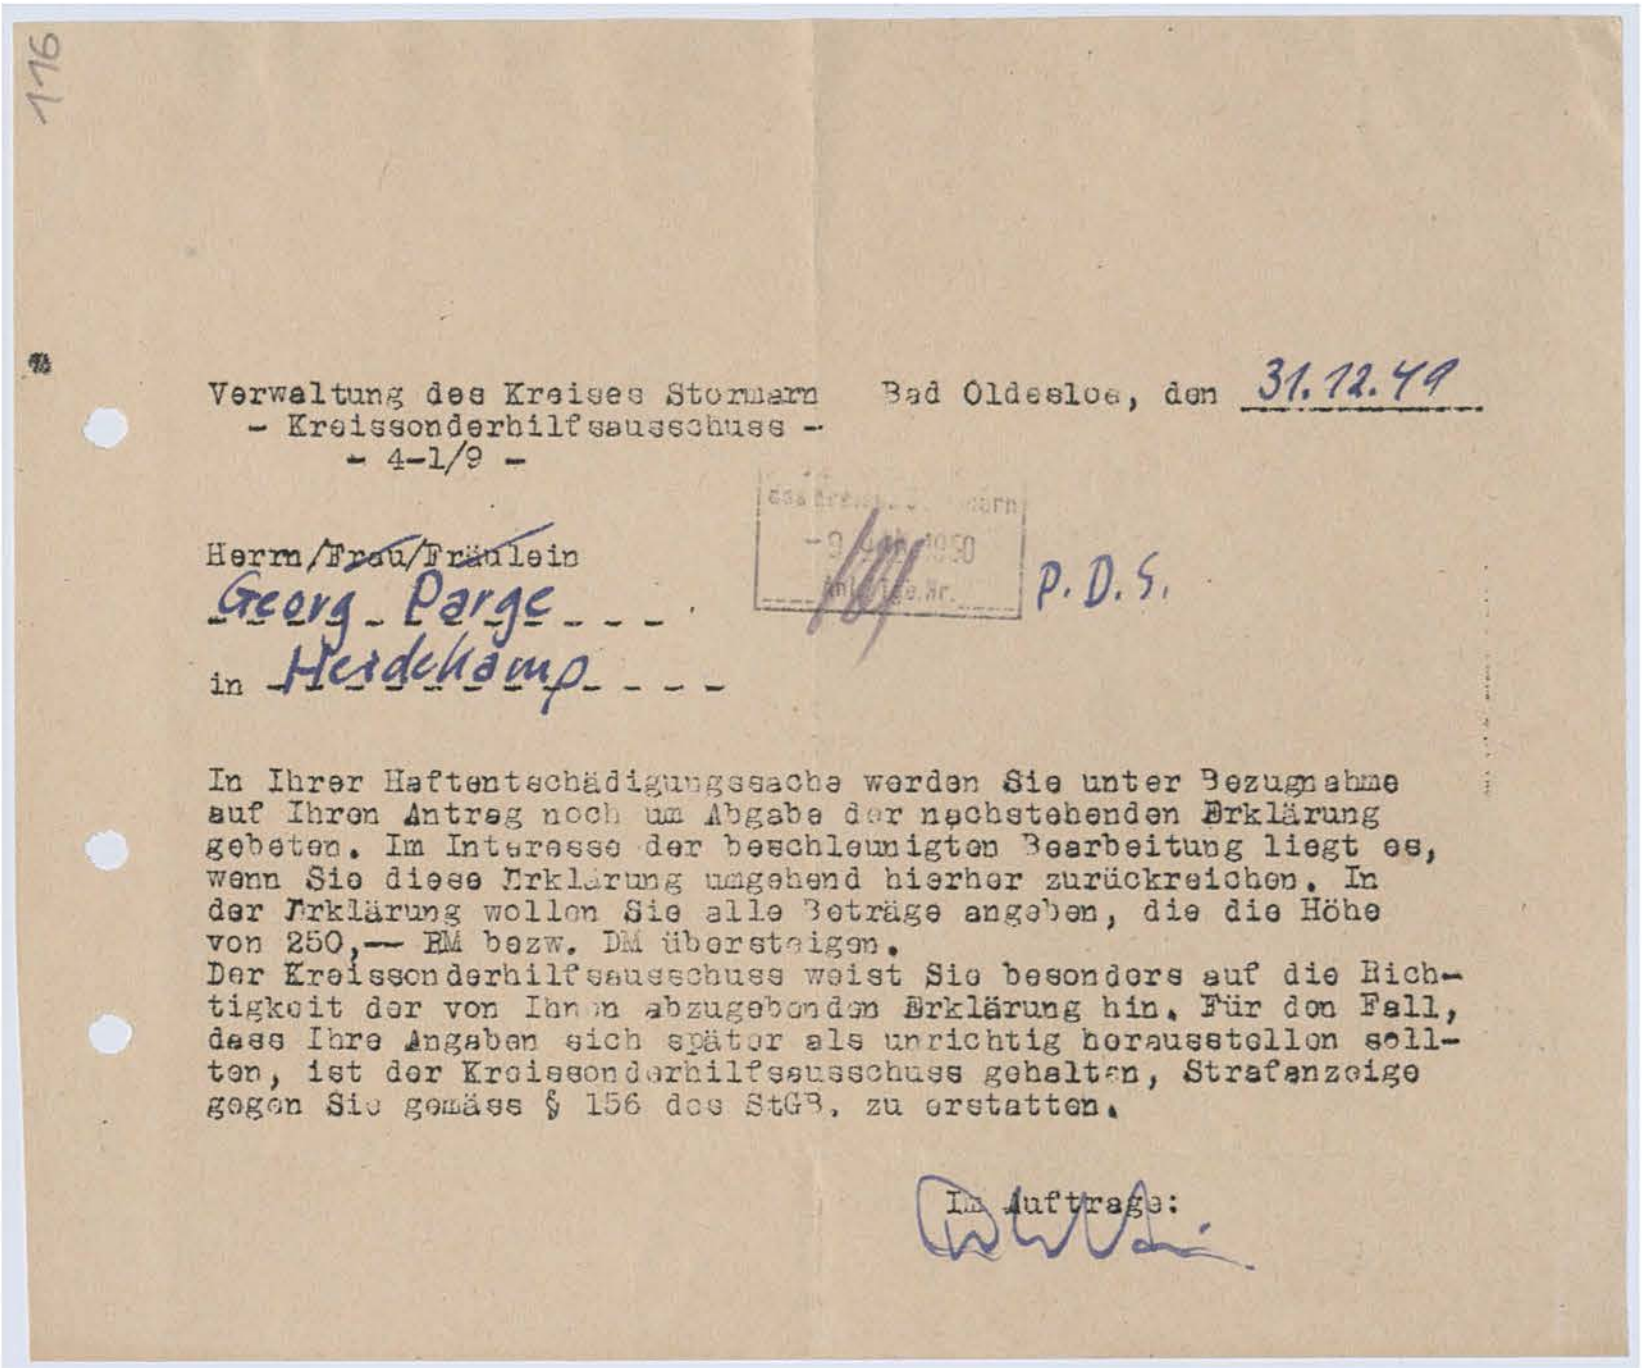 116
Verwaltung des Kreises Stormarn Bad Oldesloe, den 31.12.49
- Kreissonderhilfsausschuss -
- 4-1/9 -
Herrn/Frau/Fräulein
Georg Parge
in Heidekamp
-9. 1950
P. D. S.
In Ihrer Haftentschädigungssache werden Sie unter Bezugnahme
auf Ihren Antrag noch um Abgabe der nachstehenden Erklärung
gebeten. Im Interesse der beschleunigten Bearbeitung liegt es,
wenn Sie diese Erklärung umgehend hierher zurückreichen. In
der Erklärung wollen Sie alle Beträge angeben, die die Höhe
von 250,-- RM bezw. DM übersteigen.
Der Kreissonderhilfsausschuss weist Sie besonders auf die Rich-
tigkeit der von Ihnen abzugebenden Erklärung hin. Für den Fall,
dass Ihre Angaben sich später als unrichtig herausstellen soll-
ten, ist der Kreissonderhilfsausschuss gehalten, Strafanzeige
gegen Sie gemäss § 156 des StGB. zu erstatten.
Im Auftrage: